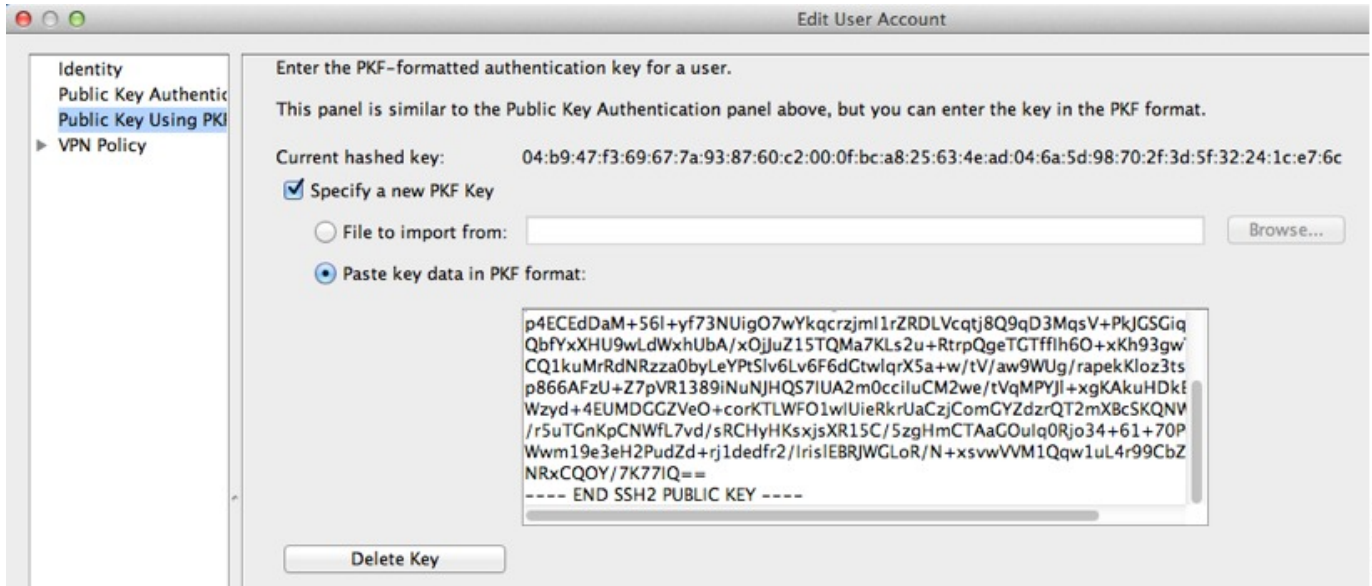 Edit User Account
Identity
Public Key Authentic
Public Key Using PKF
VPN Policy
Enter the PKF-formatted authentication key for a user.
This panel is similar to the Public Key Authentication panel above, but you can enter the key in the PKF format.
Current hashed key: 04:b9:47:f3:69:67:7a:93:87:60:c2:00:0f:bc:a8:25:63:4e:ad:04:6a:5d:98:70:2f:3d:5f:32:24:1c:e7:6c
Specify a new PKF Key
File to import from:
Browse...
Paste key data in PKF format:
p4ECEdDaM+56l+yf73NUigO7wYkqcrzjml1rZRDLVcqtj8Q9qD3MqsV+PkJGSGiq
QbfYxXHU9wLdWxhUbA/xOjJuZ15TQMa7KLs2u+RtrpQgeTGTfflh6O+xKh93gw
CQ1kuMrRdNRzza0byLeYPtSlv6Lv6F6dGtwlqrX5a+w/tV/aw9WUg/rapekKloz3ts
p866AFzU+Z7pVR1389iNuNJHQS7IUA2m0cciIuCM2we/tVqMPYJl+xgKAkuHDkE
Wzyd+4EUMDGGZVeO+corKTLWFO1wlUieRkrUaCzjComGYZdzrQT2mXBcSKQNW
/r5uTGnKpCNWfL7vd/sRCHyHKsxjsXR15C/5zgHmCTAaGOuIq0Rjo34+61+70P
Wwm19e3eH2PudZd+rj1dedfr2/IrislEBRJWGLoR/N+xsvwVVM1Qqw1uL4r99CbZ
NRxCQOY/7K77IQ==
---- END SSH2 PUBLIC KEY ----
Delete Key